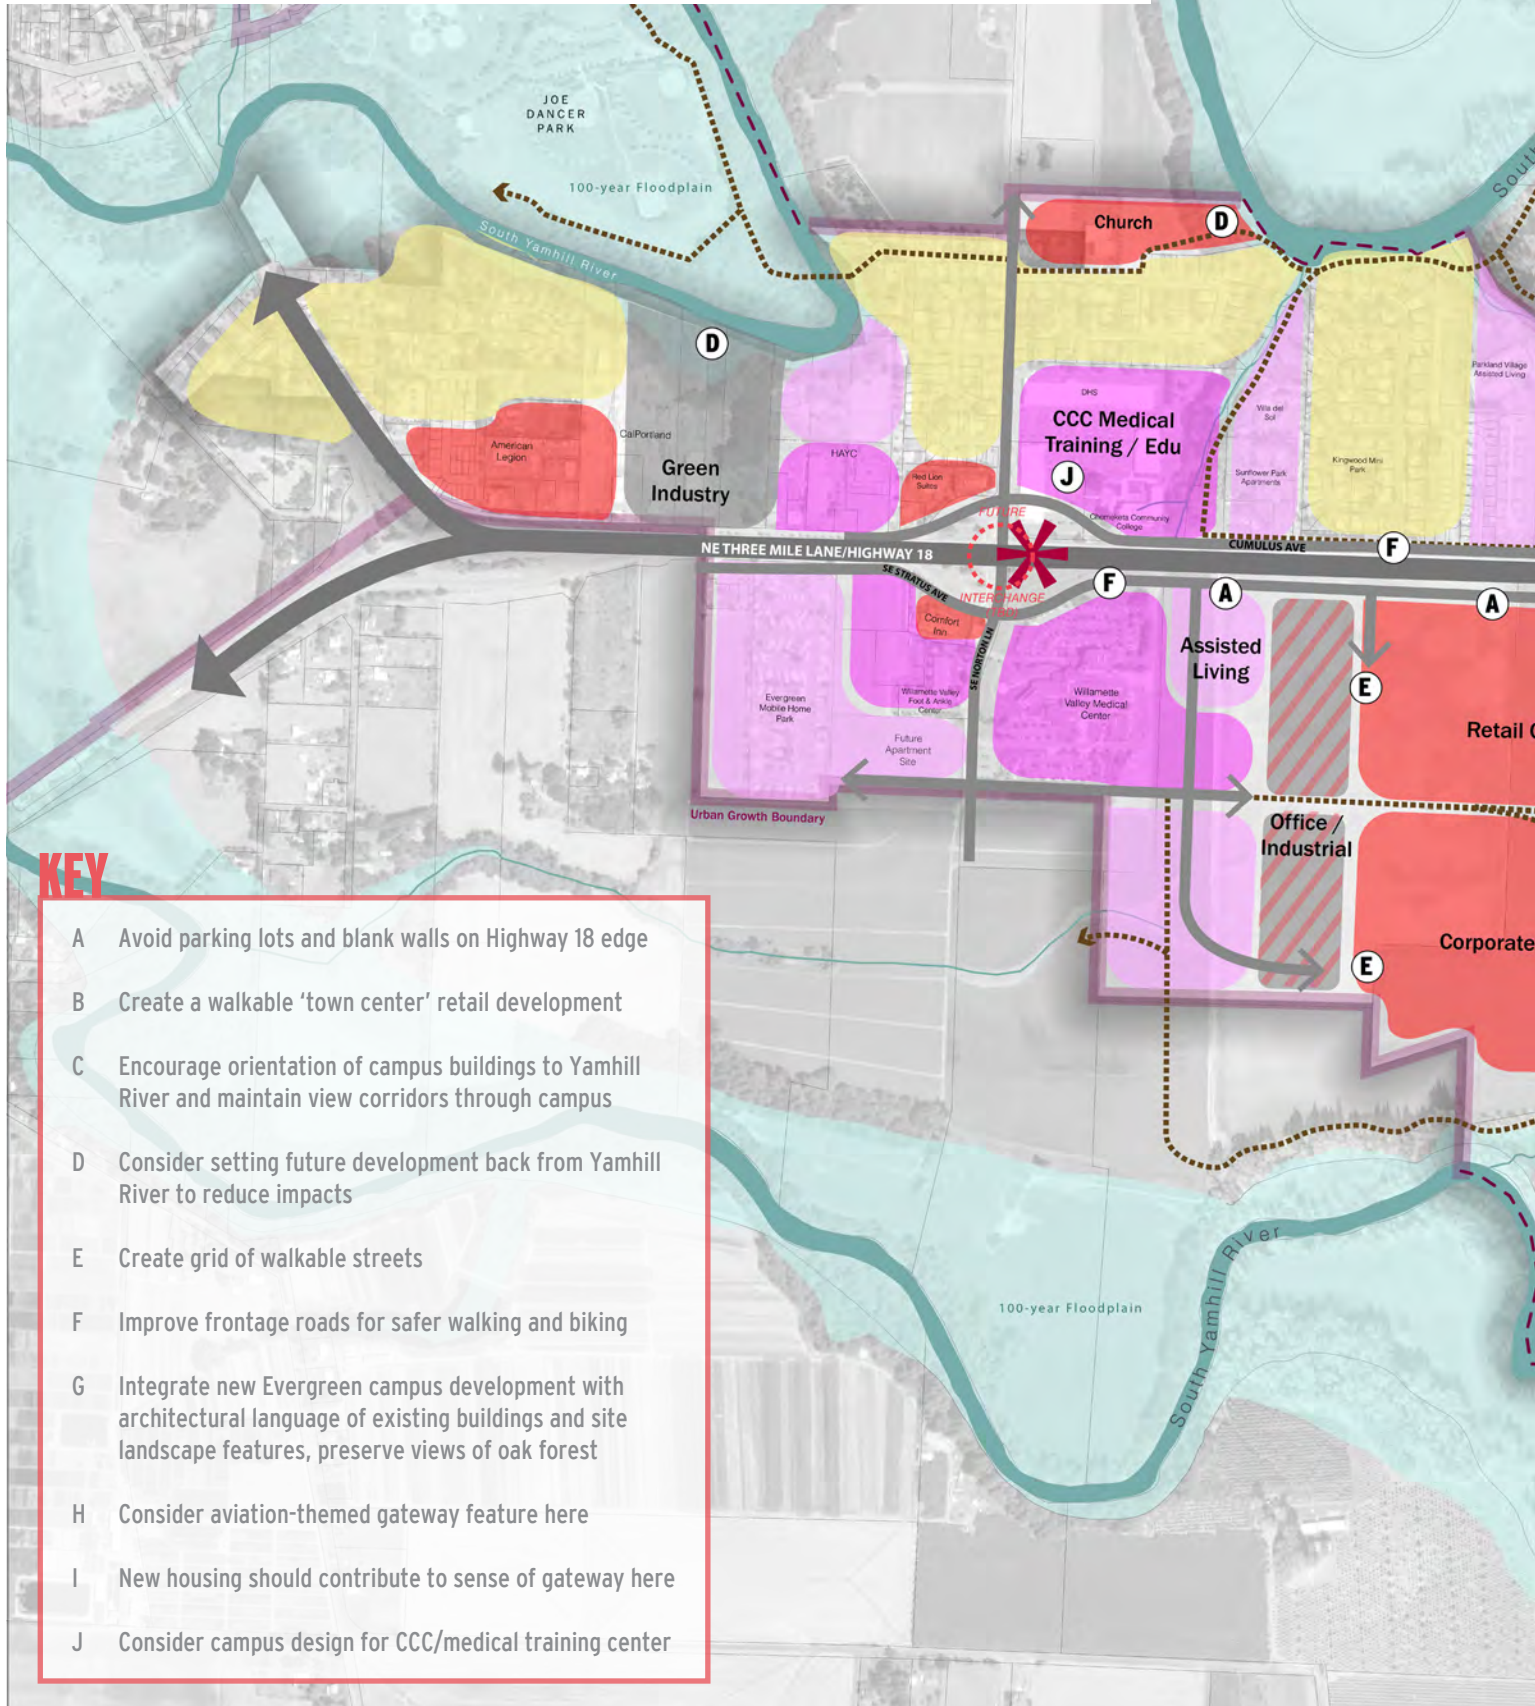 JOE
DANCER
PARK
100-year Floodplain
South Yamhill River
South
Church
D
D
Parkland Village
Assisted Living
DHS
CCC Medical
Training / Edu
J
Villa del
Sol
American
Legion
CalPortland
Green
Industry
HAYC
Red Lion
Suites
Sunflower Park
Apartments
Kingwood Mini
Park
Chemeketa Community
College
FUTURE
INTERCHANGE
(TBD)
NE THREE MILE LANE/HIGHWAY 18
CUMULUS AVE
F
SE STRATUS AVE
F
A
A
Comfort
Inn
SE NORTON LN
Assisted
Living
E
Evergreen
Mobile Home
Park
Willamette Valley
Foot & Ankle
Center
Willamette
Valley Medical
Center
Retail
Future
Apartment
Site
Urban Growth Boundary
Office /
Industrial
Corporate
E
KEY
A Avoid parking lots and blank walls on Highway 18 edge
B Create a walkable ‘town center’ retail development
C Encourage orientation of campus buildings to Yamhill
River and maintain view corridors through campus
D Consider setting future development back from Yamhill
River to reduce impacts
E Create grid of walkable streets
F Improve frontage roads for safer walking and biking
G Integrate new Evergreen campus development with
architectural language of existing buildings and site
landscape features, preserve views of oak forest
H Consider aviation-themed gateway feature here
I New housing should contribute to sense of gateway here
J Consider campus design for CCC/medical training center
100-year Floodplain
South Yamhill River